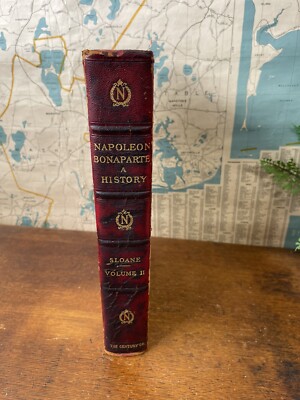 N
NAPOLEON
BONAPARTE
A
HISTORY
N
SLOANE
VOLUME II
N
THE CENTURY CO.